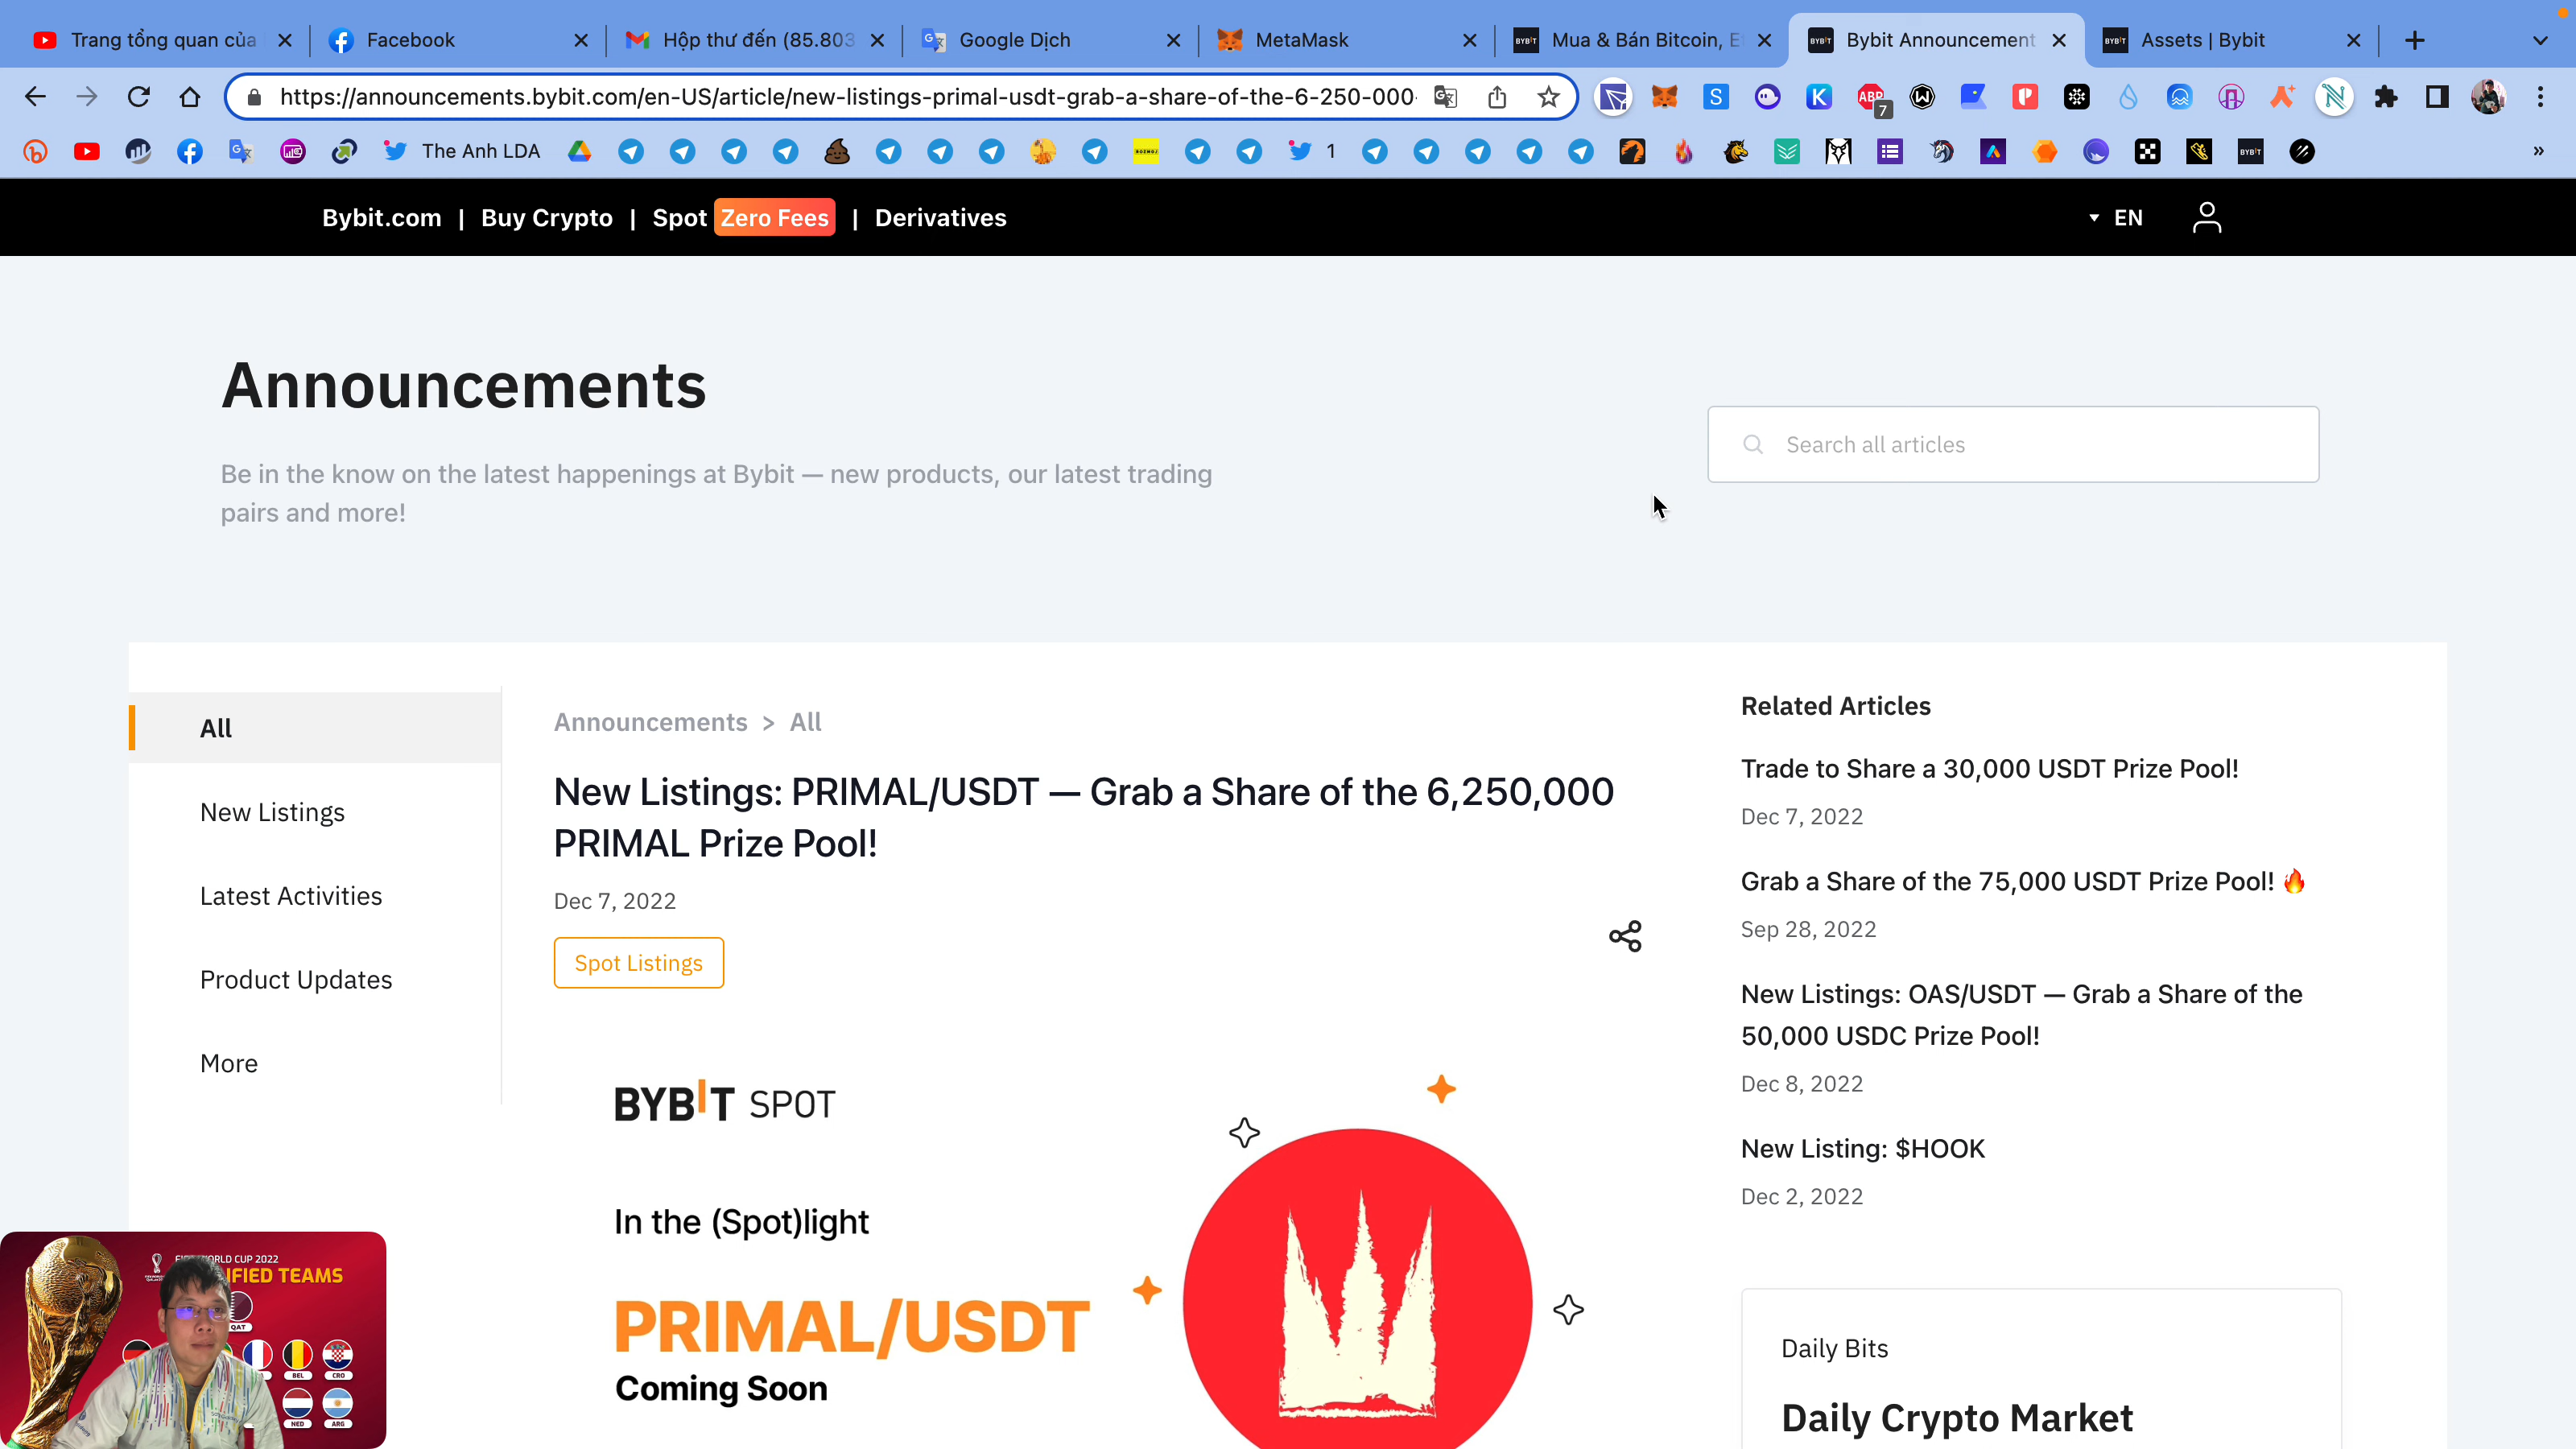 Trang tổng quan của
Facebook
Hộp thư đến (85.803
Google Dịch
MetaMask
Mua & Bán Bitcoin, E
Bybit Announcement
Assets | Bybit
https://announcements.bybit.com/en-US/article/new-listings-primal-usdt-grab-a-share-of-the-6-250-000-
ABP
7
The Anh LDA
1
Bybit.com | Buy Crypto | Spot Zero Fees | Derivatives
EN
Announcements
Be in the know on the latest happenings at Bybit — new products, our latest trading
pairs and more!
Search all articles
All
New Listings
Latest Activities
Product Updates
More
Announcements > All
New Listings: PRIMAL/USDT — Grab a Share of the 6,250,000
PRIMAL Prize Pool!
Dec 7, 2022
Spot Listings
BYBIT SPOT
In the (Spot)light
PRIMAL/USDT
Coming Soon
Related Articles
Trade to Share a 30,000 USDT Prize Pool!
Dec 7, 2022
Grab a Share of the 75,000 USDT Prize Pool! 🔥
Sep 28, 2022
New Listings: OAS/USDT — Grab a Share of the
50,000 USDC Prize Pool!
Dec 8, 2022
New Listing: $HOOK
Dec 2, 2022
Daily Bits
Daily Crypto Market
WORLD CUP 2022
IFIED TEAMS
QAT
BEL
CRO
NED
ARG